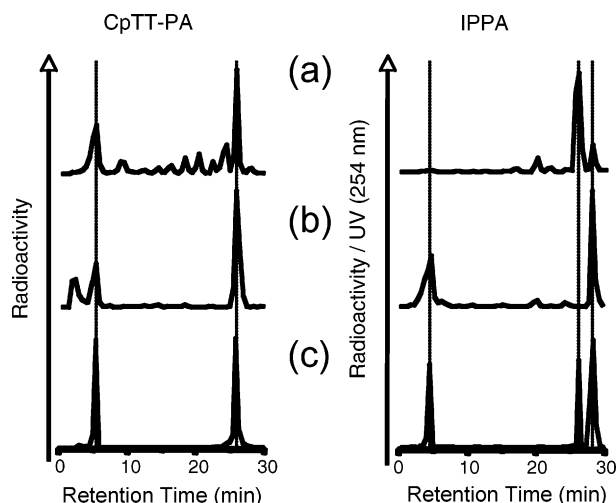 CpTT-PA
IPPA
(a)
(b)
(c)
Radioactivity
Radioactivity / UV (254 nm)
0 10 20 30
0 10 20 30
Retention Time (min)
Retention Time (min)